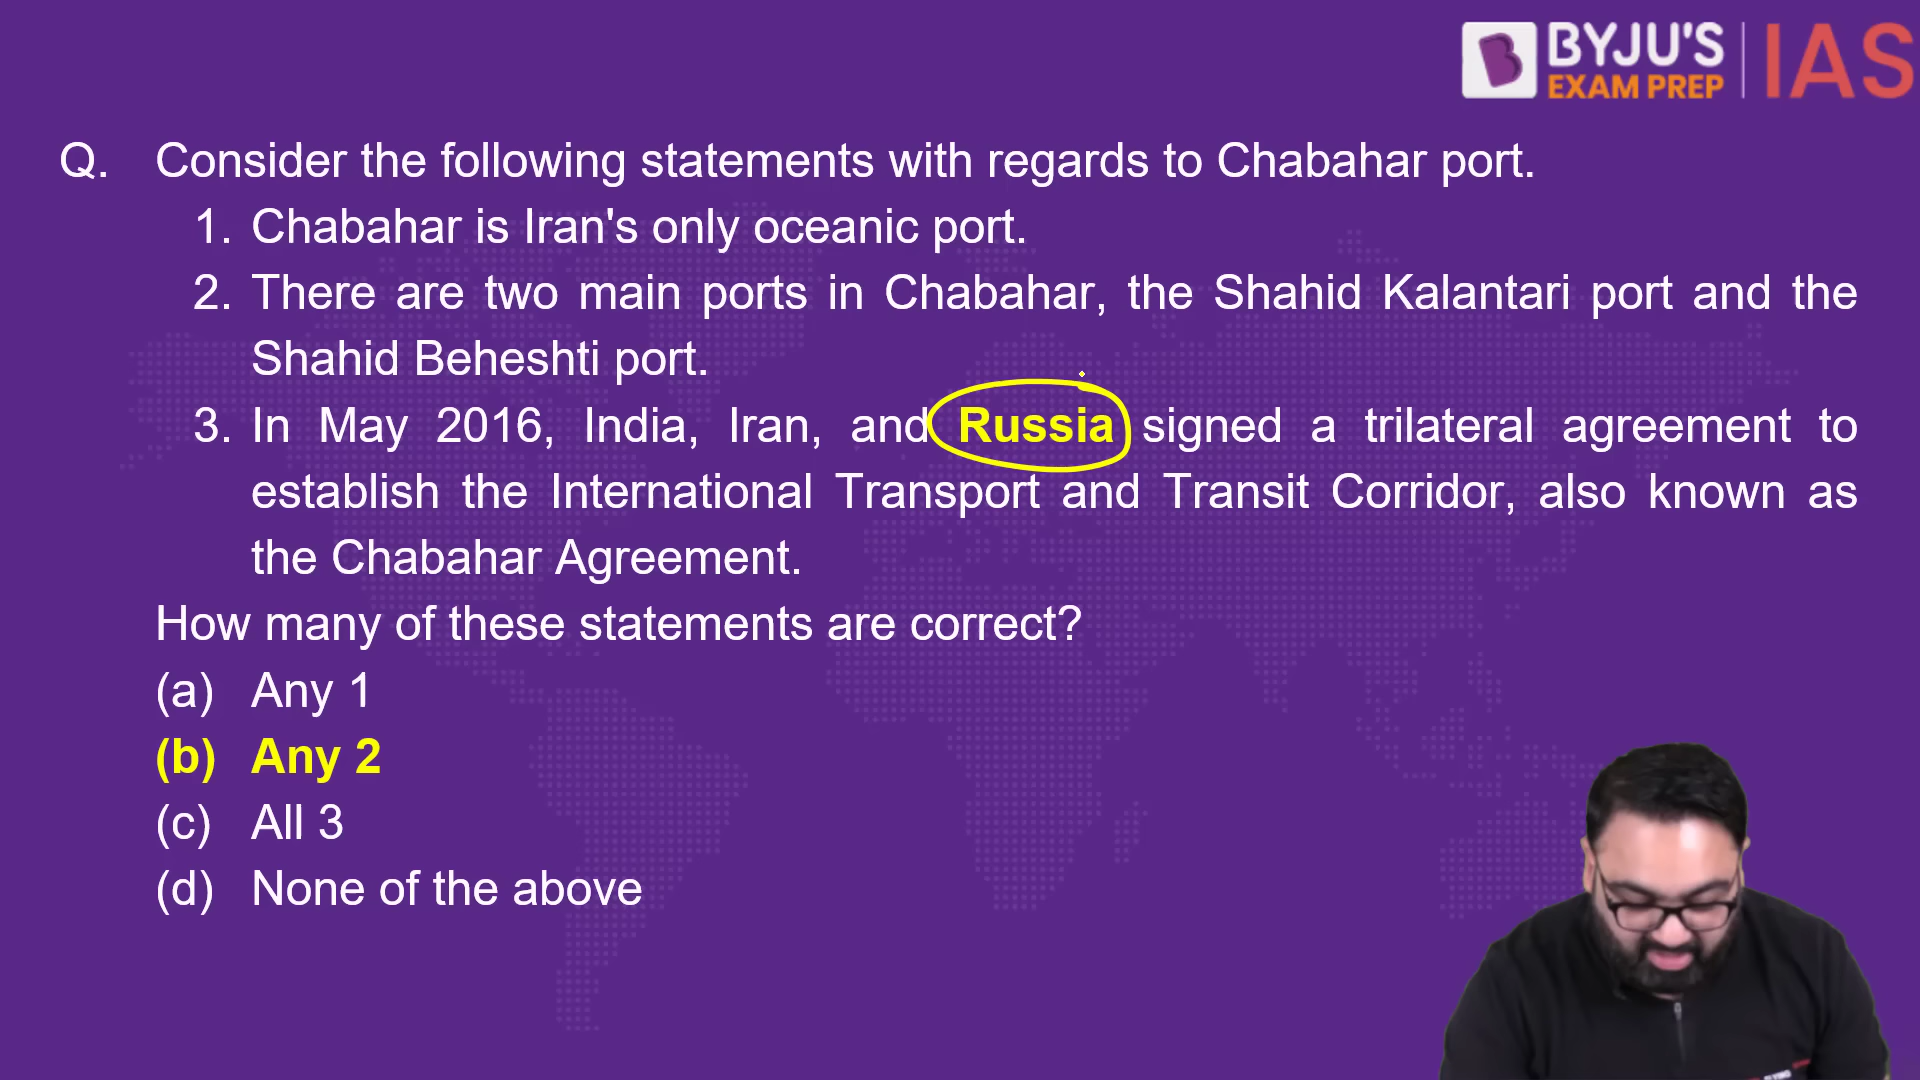 BYJU'S
EXAM PREP
IAS
Q. Consider the following statements with regards to Chabahar port.
1. Chabahar is Iran's only oceanic port.
2. There are two main ports in Chabahar, the Shahid Kalantari port and the
Shahid Beheshti port.
3. In May 2016, India, Iran, and Russia signed a trilateral agreement to
establish the International Transport and Transit Corridor, also known as
the Chabahar Agreement.
How many of these statements are correct?
(a) Any 1
(b) Any 2
(c) All 3
(d) None of the above